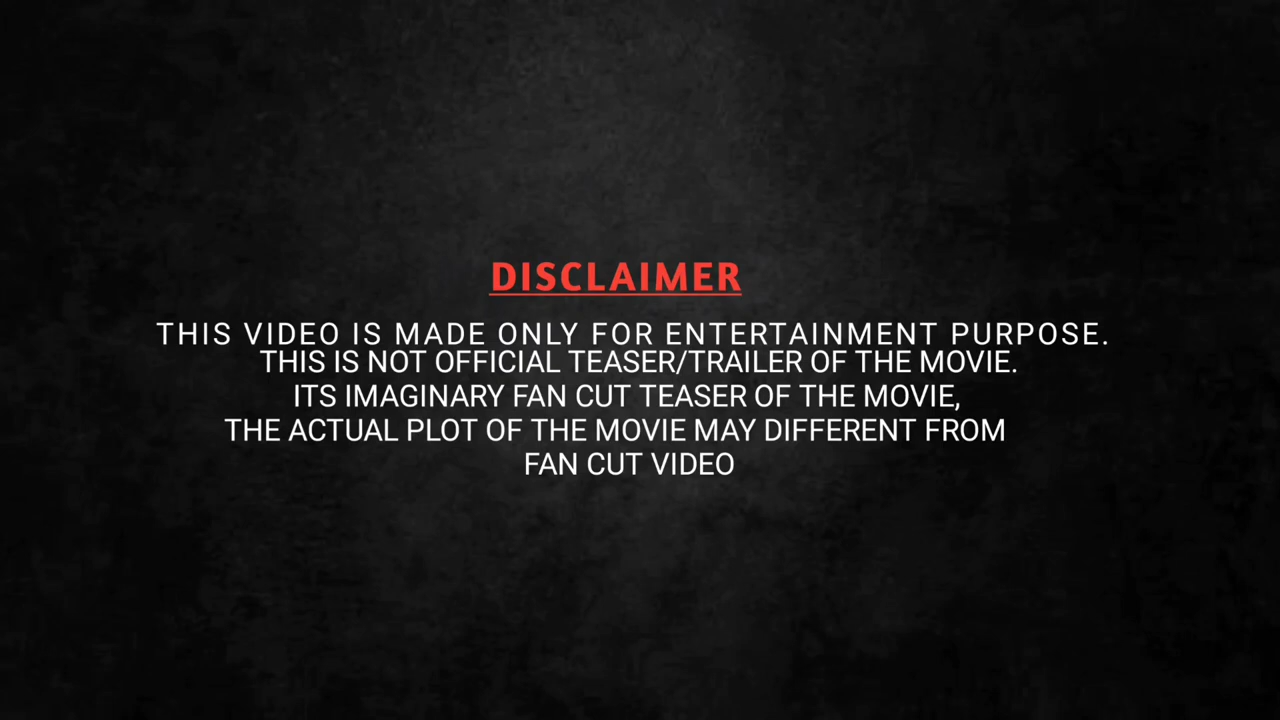 DISCLAIMER
THIS VIDEO IS MADE ONLY FOR ENTERTAINMENT PURPOSE.
THIS IS NOT OFFICIAL TEASER/TRAILER OF THE MOVIE.
ITS IMAGINARY FAN CUT TEASER OF THE MOVIE,
THE ACTUAL PLOT OF THE MOVIE MAY DIFFERENT FROM
FAN CUT VIDEO